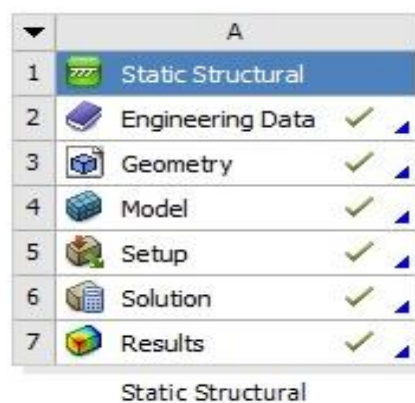 A
1 Static Structural
2 Engineering Data
3 Geometry
4 Model
5 Setup
6 Solution
7 Results
Static Structural